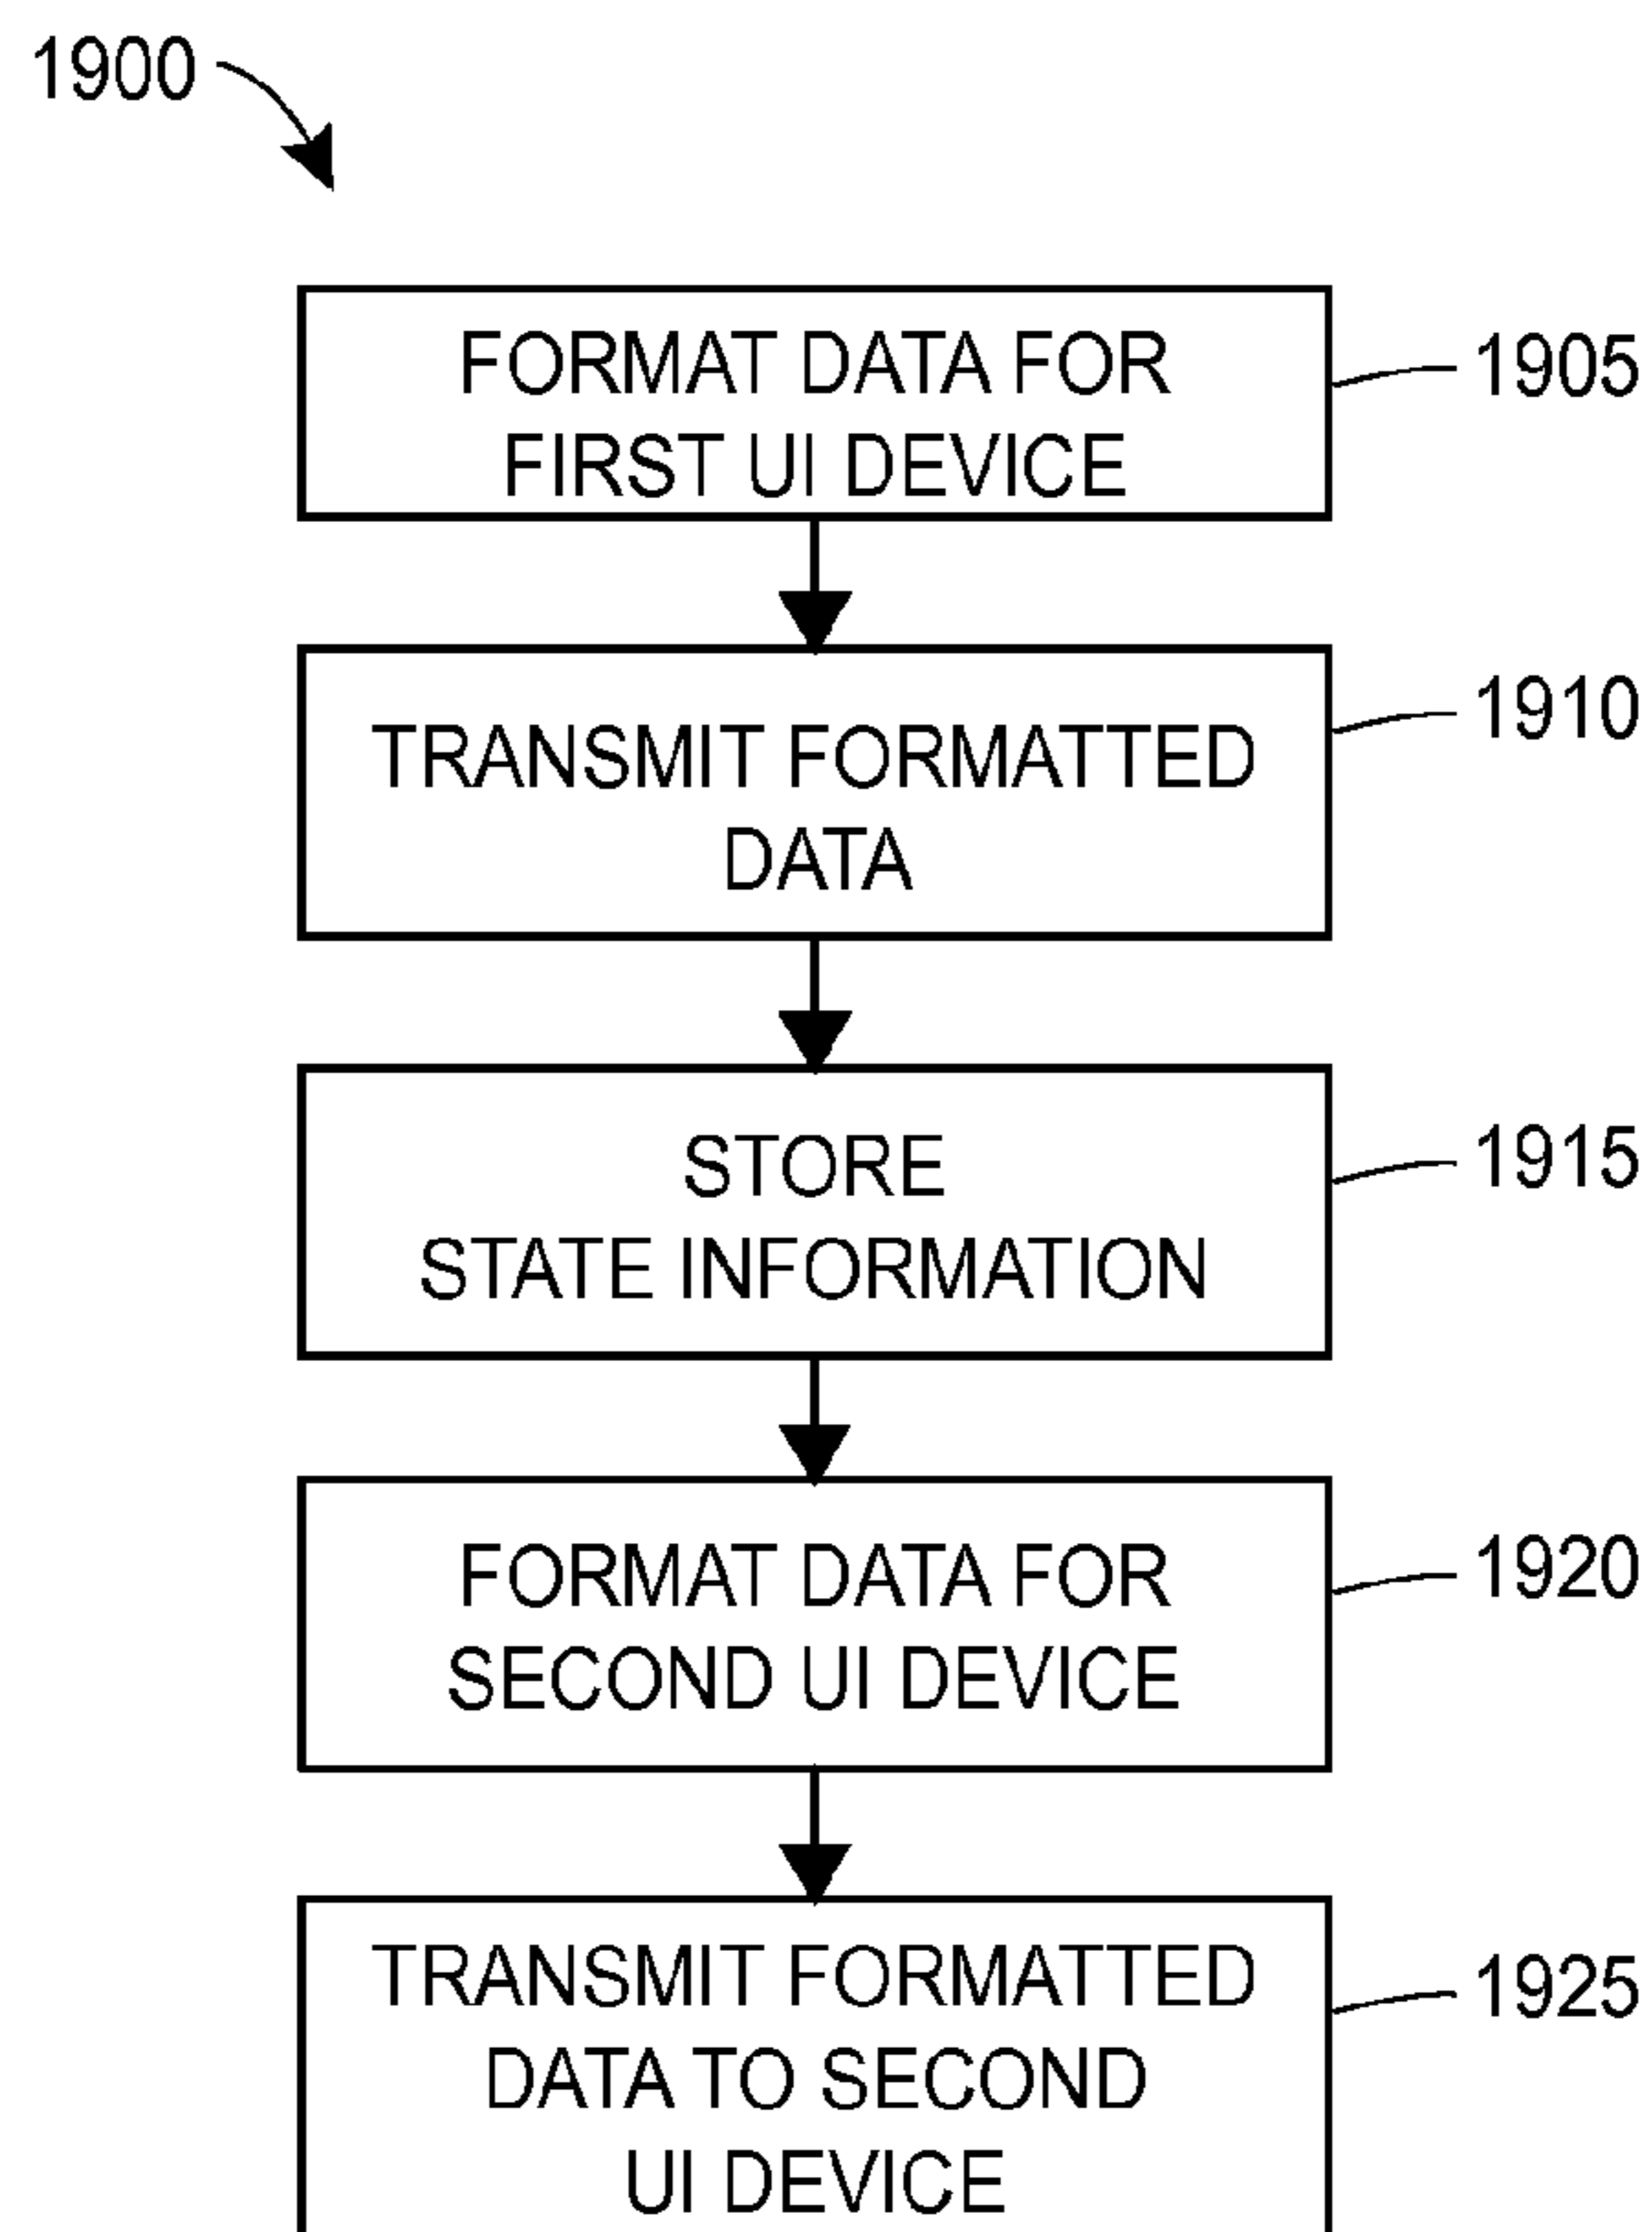 1900
FORMAT DATA FOR
FIRST UI DEVICE
1905
TRANSMIT FORMATTED
DATA
1910
STORE
STATE INFORMATION
1915
FORMAT DATA FOR
SECOND UI DEVICE
1920
TRANSMIT FORMATTED
DATA TO SECOND
UI DEVICE
1925